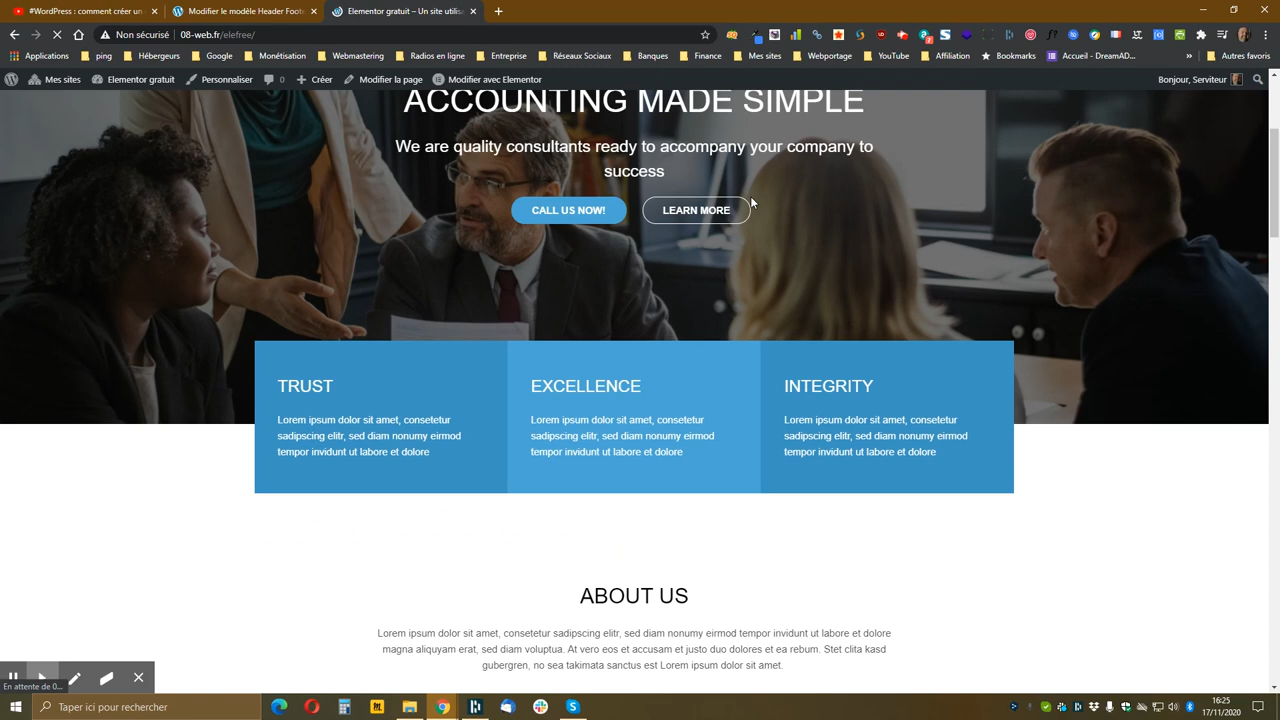 #WordPress : comment créer un
Modifier le modèle Header Foote
Elementor gratuit – Un utilis
Non sécurisé | 08-web.fr/elefree/
Applications
ping
Hébergeurs
Google
Modèles
Monétisation
Webmastering
Radios en ligne
Entreprise
Réseaux Sociaux
Banques
Finances
Mes sites
Webportage
YouTube
Affiliation
Bookmarks
Accueil - DreamAD...
»
Autres favoris
Mes sites
Elementor gratuit
Personnaliser
0
Créer
Modifier la page
Modifier avec Elementor
Bonjour, Serviteur
ACCOUNTING MADE SIMPLE
We are quality consultants ready to accompany your company to
success
CALL US NOW!
LEARN MORE
TRUST
Lorem ipsum dolor sit amet, consetetur
sadipscing elitr, sed diam nonumy eirmod
tempor invidunt ut labore et dolore
EXCELLENCE
Lorem ipsum dolor sit amet, consetetur
sadipscing elitr, sed diam nonumy eirmod
tempor invidunt ut labore et dolore
INTEGRITY
Lorem ipsum dolor sit amet, consetetur
sadipscing elitr, sed diam nonumy eirmod
tempor invidunt ut labore et dolore
ABOUT US
Lorem ipsum dolor sit amet, consetetur sadipscing elitr, sed diam nonumy eirmod tempor invidunt ut labore et dolore
magna aliquyam erat, sed diam voluptua. At vero eos et accusam et justo duo dolores et ea rebum. Stet clita kasd
gubergren, no sea takimata sanctus est Lorem ipsum dolor sit amet.
En attente de 0...
Taper ici pour rechercher
16:25
17/11/2020